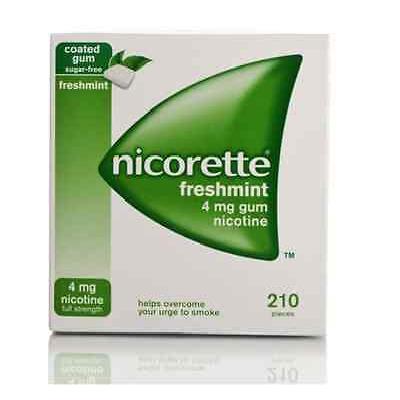 coated
gum
sugar-free
freshmint
nicorette®
freshmint
4 mg gum
nicotine
TM
4 mg
nicotine
full strength
helps overcome
your urge to smoke
210
pieces